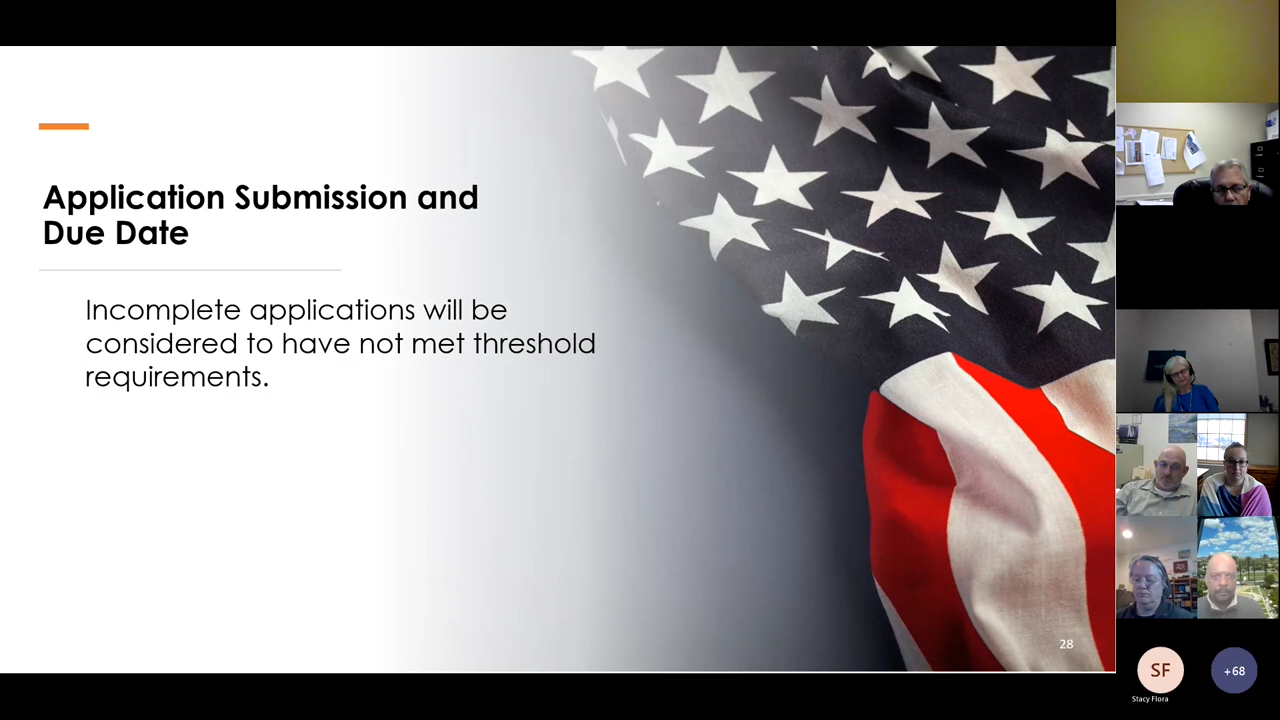 Application Submission and
Due Date
Incomplete applications will be
considered to have not met threshold
requirements.
28
SF
+68
Stacy Flora